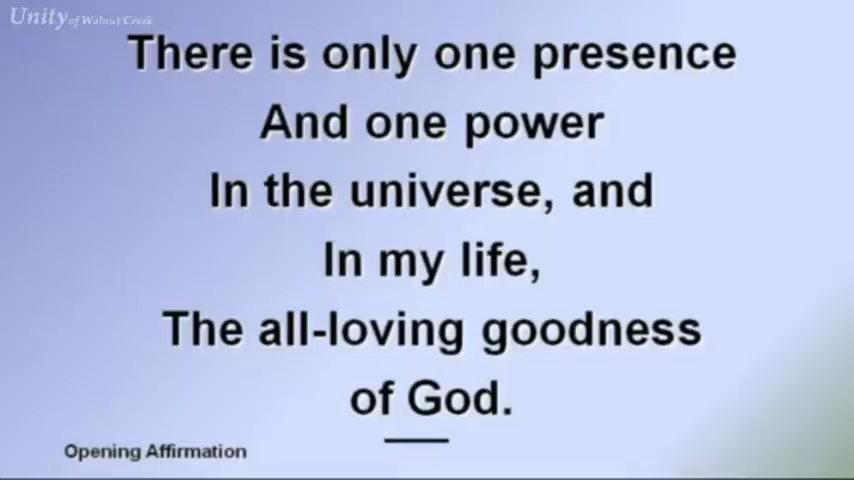 Unity of Walnut Creek
There is only one presence
And one power
In the universe, and
In my life,
The all-loving goodness
of God.
Opening Affirmation